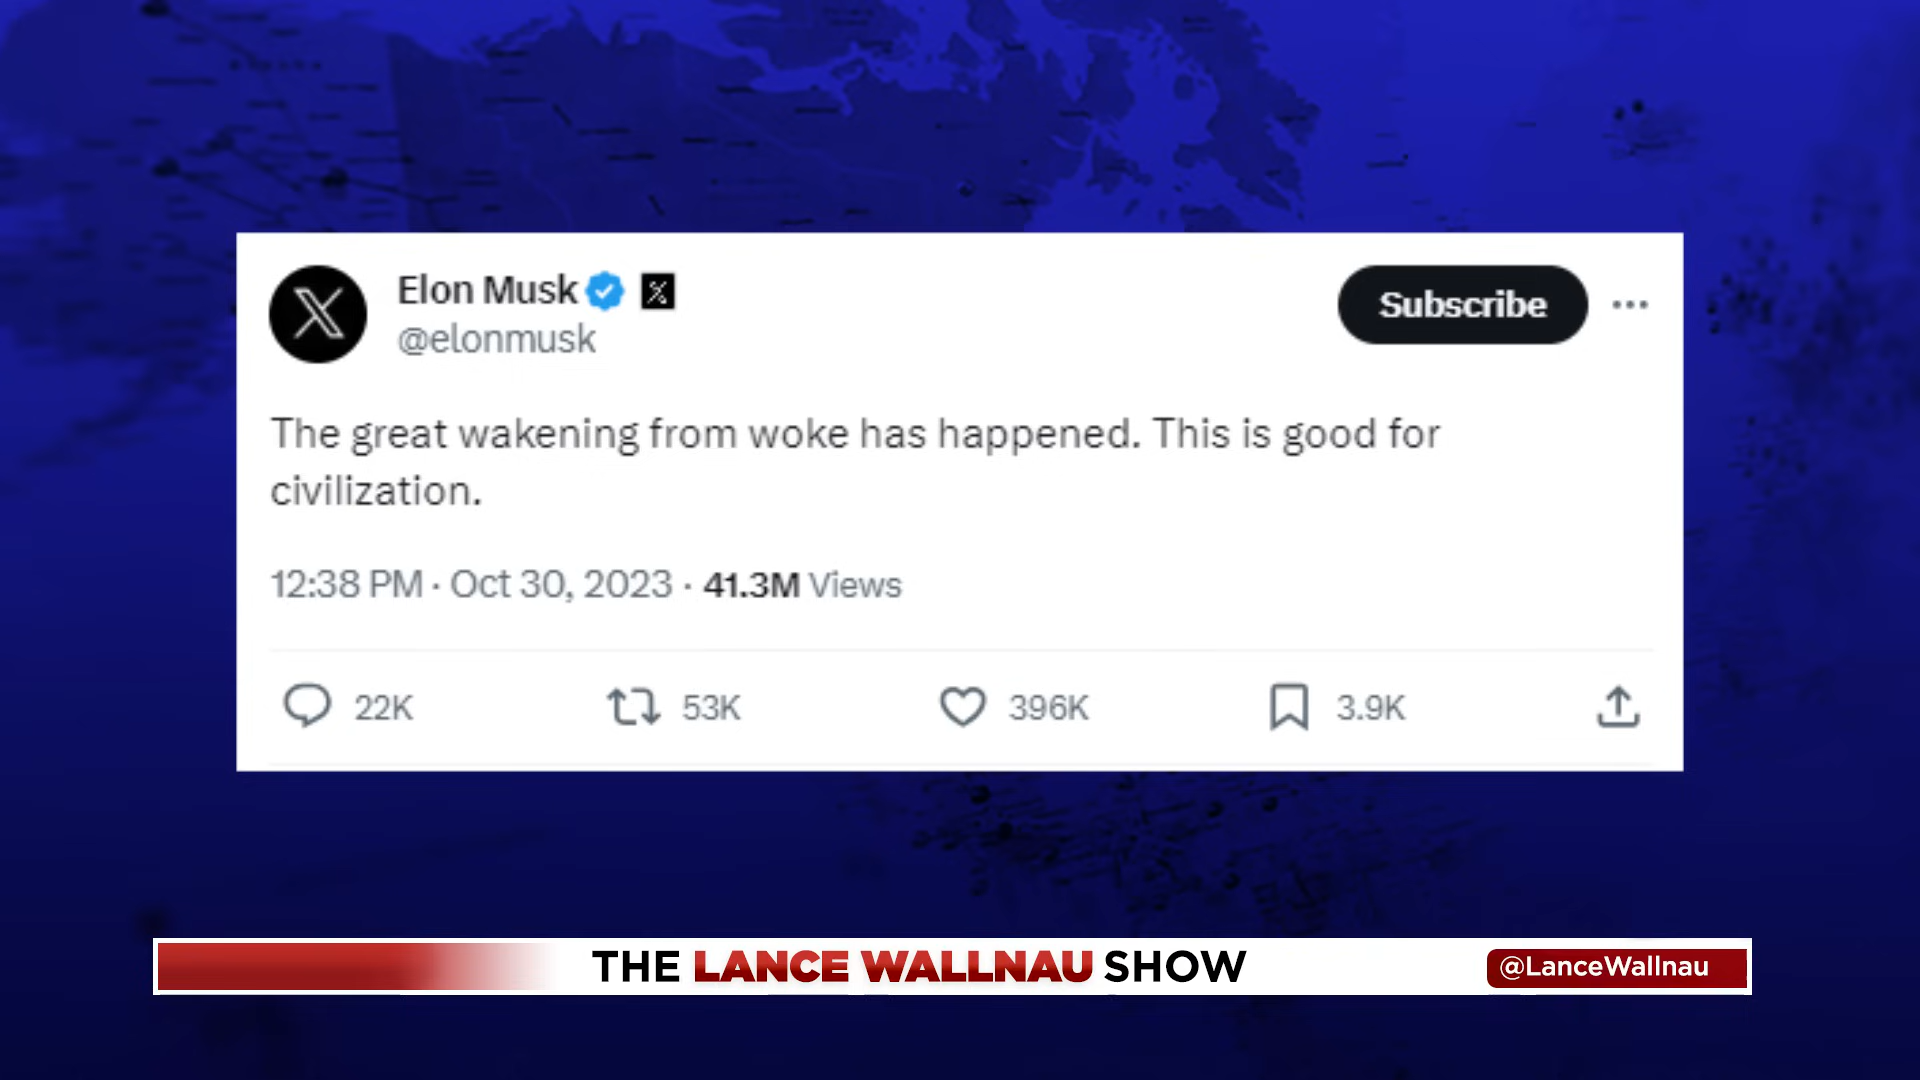 Elon Musk
@elonmusk
Subscribe
The great wakening from woke has happened. This is good for
civilization.
12:38 PM · Oct 30, 2023 · 41.3M Views
22K 53K 396K 3.9K
THE LANCE WALLNAU SHOW
@LanceWallnau